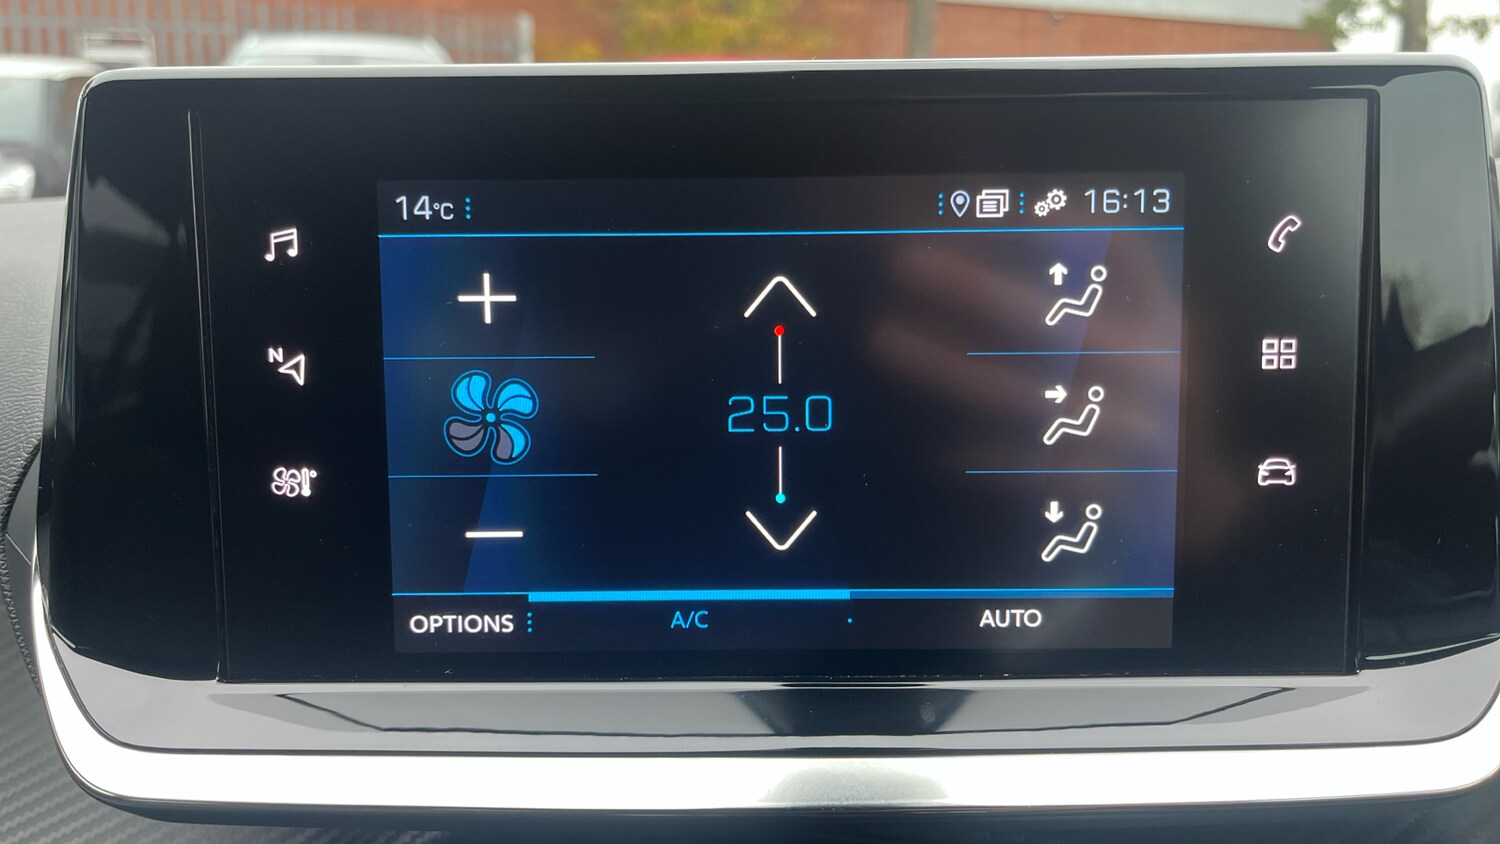 14°C 16:13
N
25.0
OPTIONS A/C AUTO